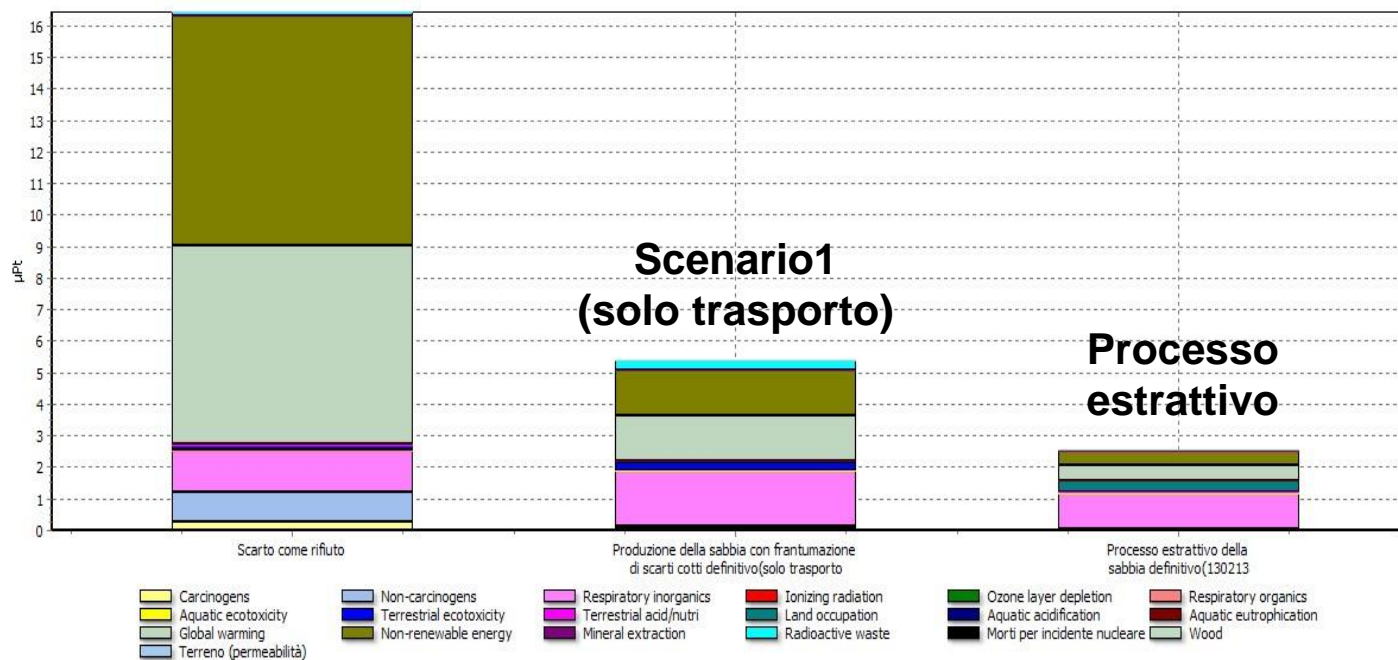 16
15
14
13
12
11
10
9
8
7
6
5
4
3
2
1
0
µPt
Scenario1
(solo trasporto)
Processo
estrattivo
Scarto come rifiuto
Produzione della sabbia con frantumazione
di scarti cotti definitivo(solo trasporto
Processo estrattivo della
sabbia definitivo(130213
Carcinogens Non-carcinogens Respiratory inorganics Ionizing radiation Ozone layer depletion Respiratory organics
Aquatic ecotoxicity Terrestrial ecotoxicity Terrestrial acid/nutri Land occupation Aquatic acidification Aquatic eutrophication
Global warming Non-renewable energy Mineral extraction Radioactive waste Morti per incidente nucleare Wood
Terreno (permeabilità)